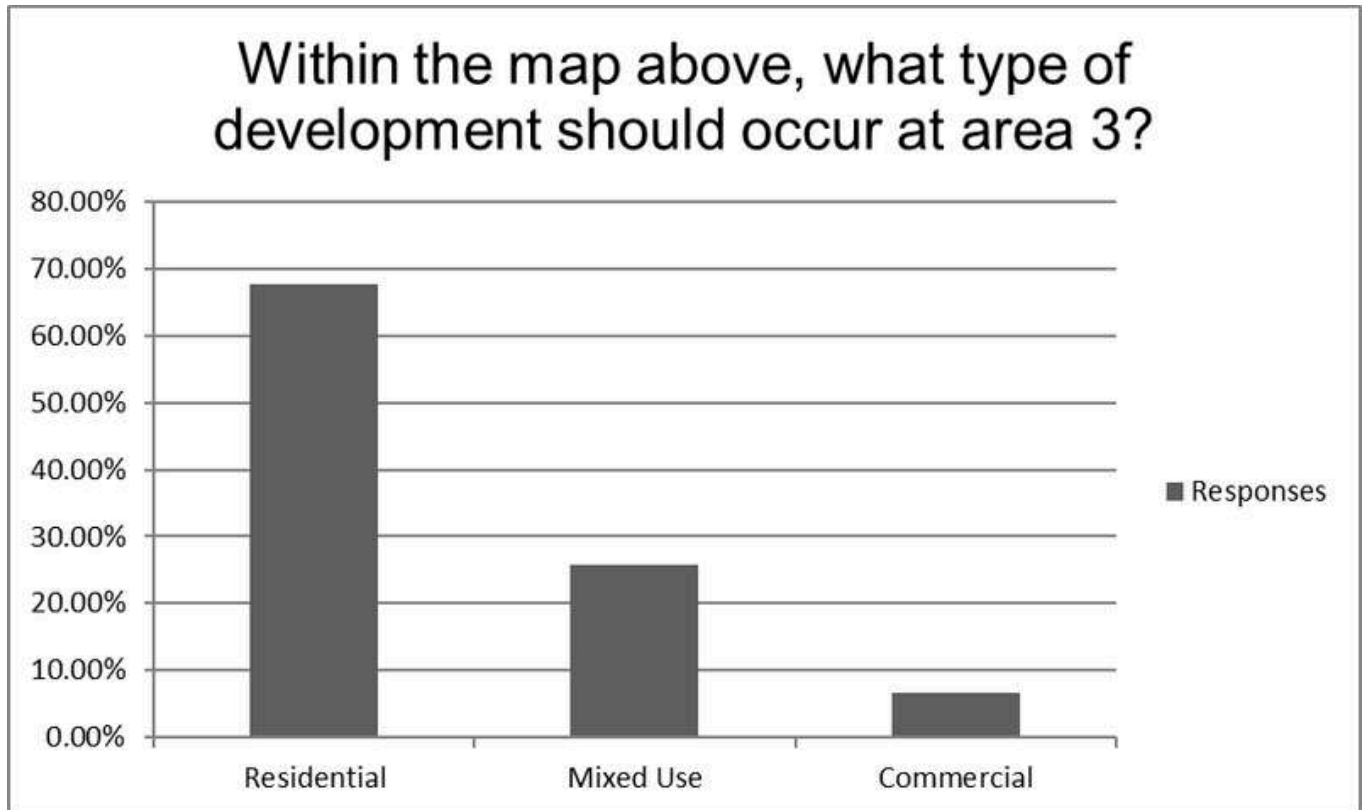 Within the map above, what type of
development should occur at area 3?
80.00%
70.00%
60.00%
50.00%
40.00%
30.00%
20.00%
10.00%
0.00%
Residential
Mixed Use
Commercial
Responses